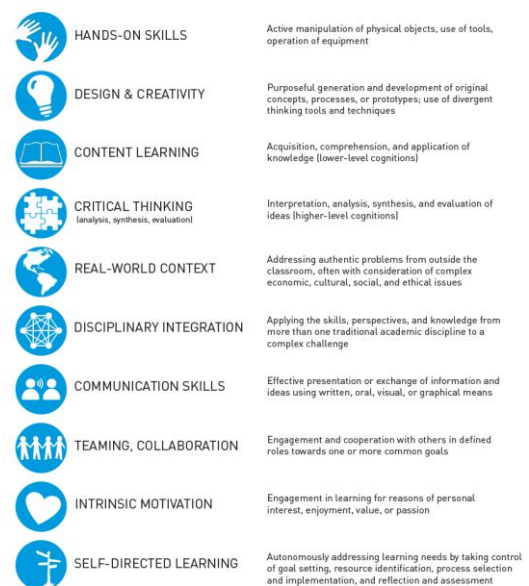 HANDS-ON SKILLS
Active manipulation of physical objects, use of tools,
operation of equipment
DESIGN & CREATIVITY
Purposeful generation and development of original
concepts, processes, or prototypes; use of divergent
thinking tools and techniques
CONTENT LEARNING
Acquisition, comprehension, and application of
knowledge (lower-level cognitions)
CRITICAL THINKING
(analysis, synthesis, evaluation)
Interpretation, analysis, synthesis, and evaluation of
ideas (higher-level cognitions)
REAL-WORLD CONTEXT
Addressing authentic problems from outside the
classroom, often with consideration of complex
economic, cultural, social, and ethical issues
DISCIPLINARY INTEGRATION
Applying the skills, perspectives, and knowledge from
more than one traditional academic discipline to a
complex challenge
COMMUNICATION SKILLS
Effective presentation or exchange of information and
ideas using written, oral, visual, or graphical means
TEAMING, COLLABORATION
Engagement and cooperation with others in defined
roles towards one or more common goals
INTRINSIC MOTIVATION
Engagement in learning for reasons of personal
interest, enjoyment, value, or passion
SELF-DIRECTED LEARNING
Autonomously addressing learning needs by taking control
of goal setting, resource identification, process selection
and implementation, and reflection and assessment